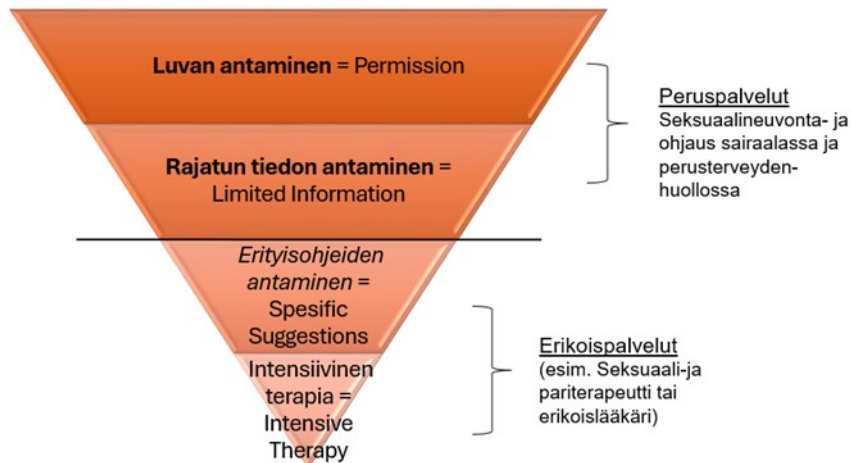 Luvan antaminen = Permission
Rajatun tiedon antaminen =
Limited Information
Erityisohjeiden
antaminen =
Spesific
Suggestions
Intensiivinen
terapia =
Intensive
Therapy
Peruspalvelut
Seksuaalineuvonta- ja
ohjaus sairaalassa ja
perusterveyden-
huollossa
Erikoispalvelut
(esim. Seksuaali-ja
pariterapeutti tai
erikoislääkäri)